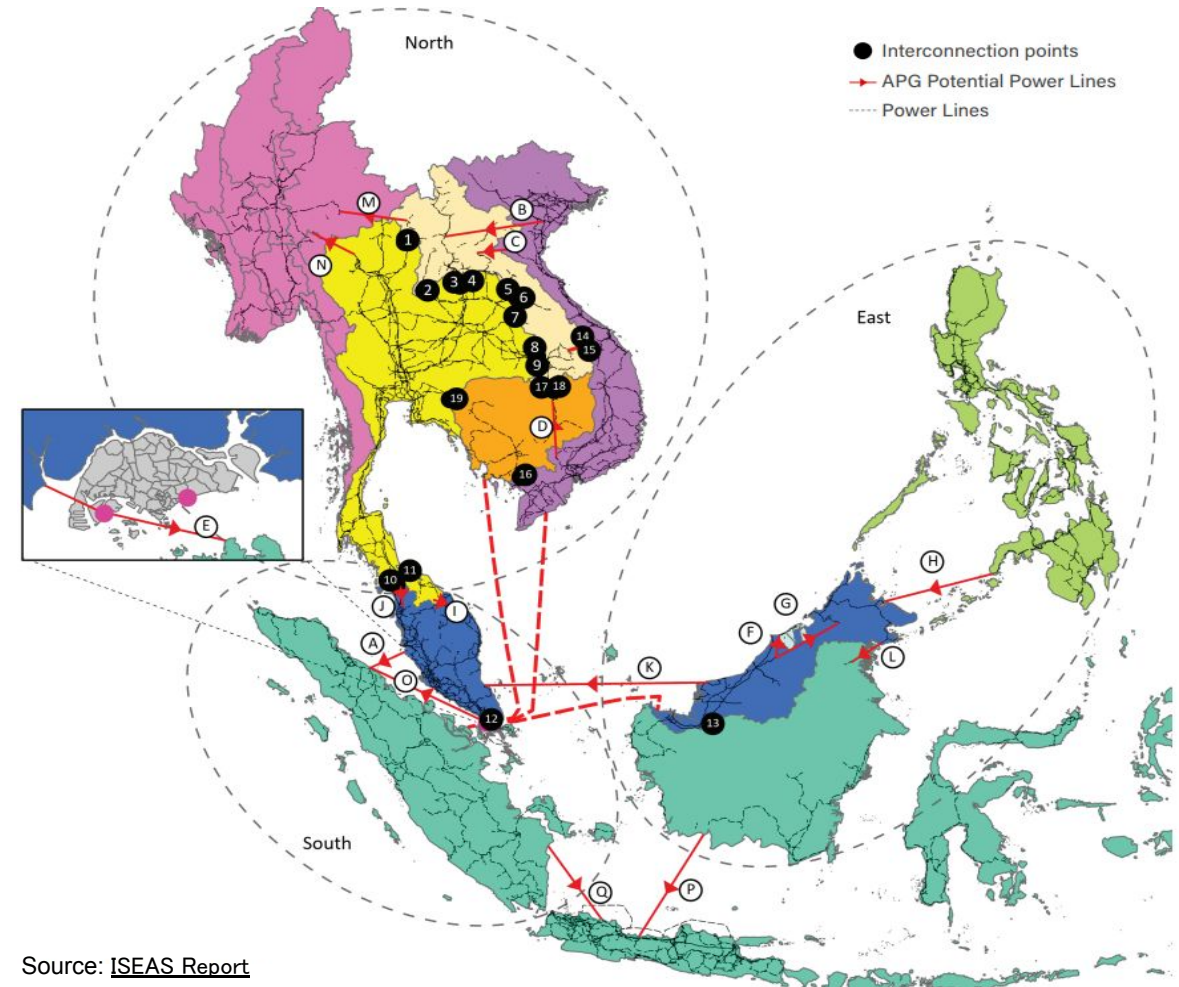 North
Interconnection points
APG Potential Power Lines
Power Lines
M
B
1
C
N
2
3
4
5
6
7
East
14
8
15
9
17
18
19
D
16
E
H
11
10
G
J
I
F
A
L
K
O
12
13
South
Q
P
Source: ISEAS Report